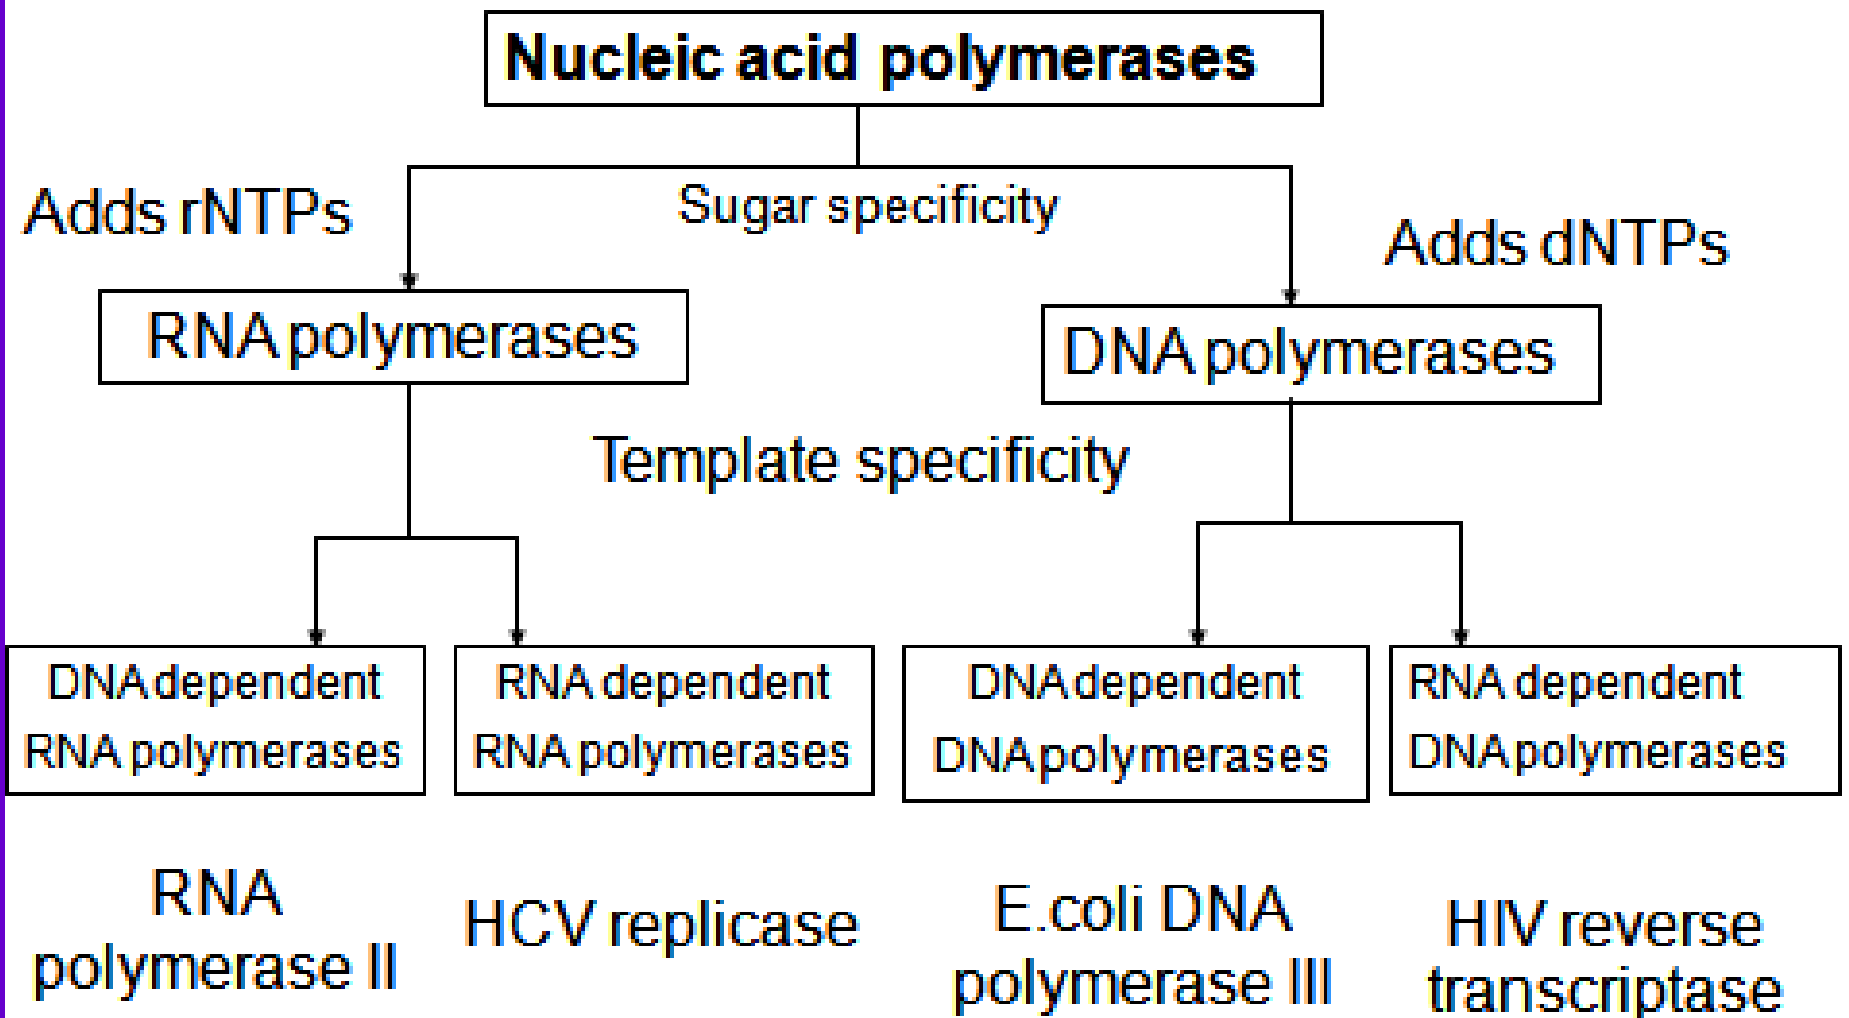 Nucleic acid polymerases
Adds rNTPs
Sugar specificity
Adds dNTPs
RNA polymerases
DNA polymerases
Template specificity
DNA dependent
RNA polymerases
RNA dependent
RNA polymerases
DNA dependent
DNA polymerases
RNA dependent
DNA polymerases
RNA
polymerase II
HCV replicase
E.coli DNA
polymerase III
HIV reverse
transcriptase